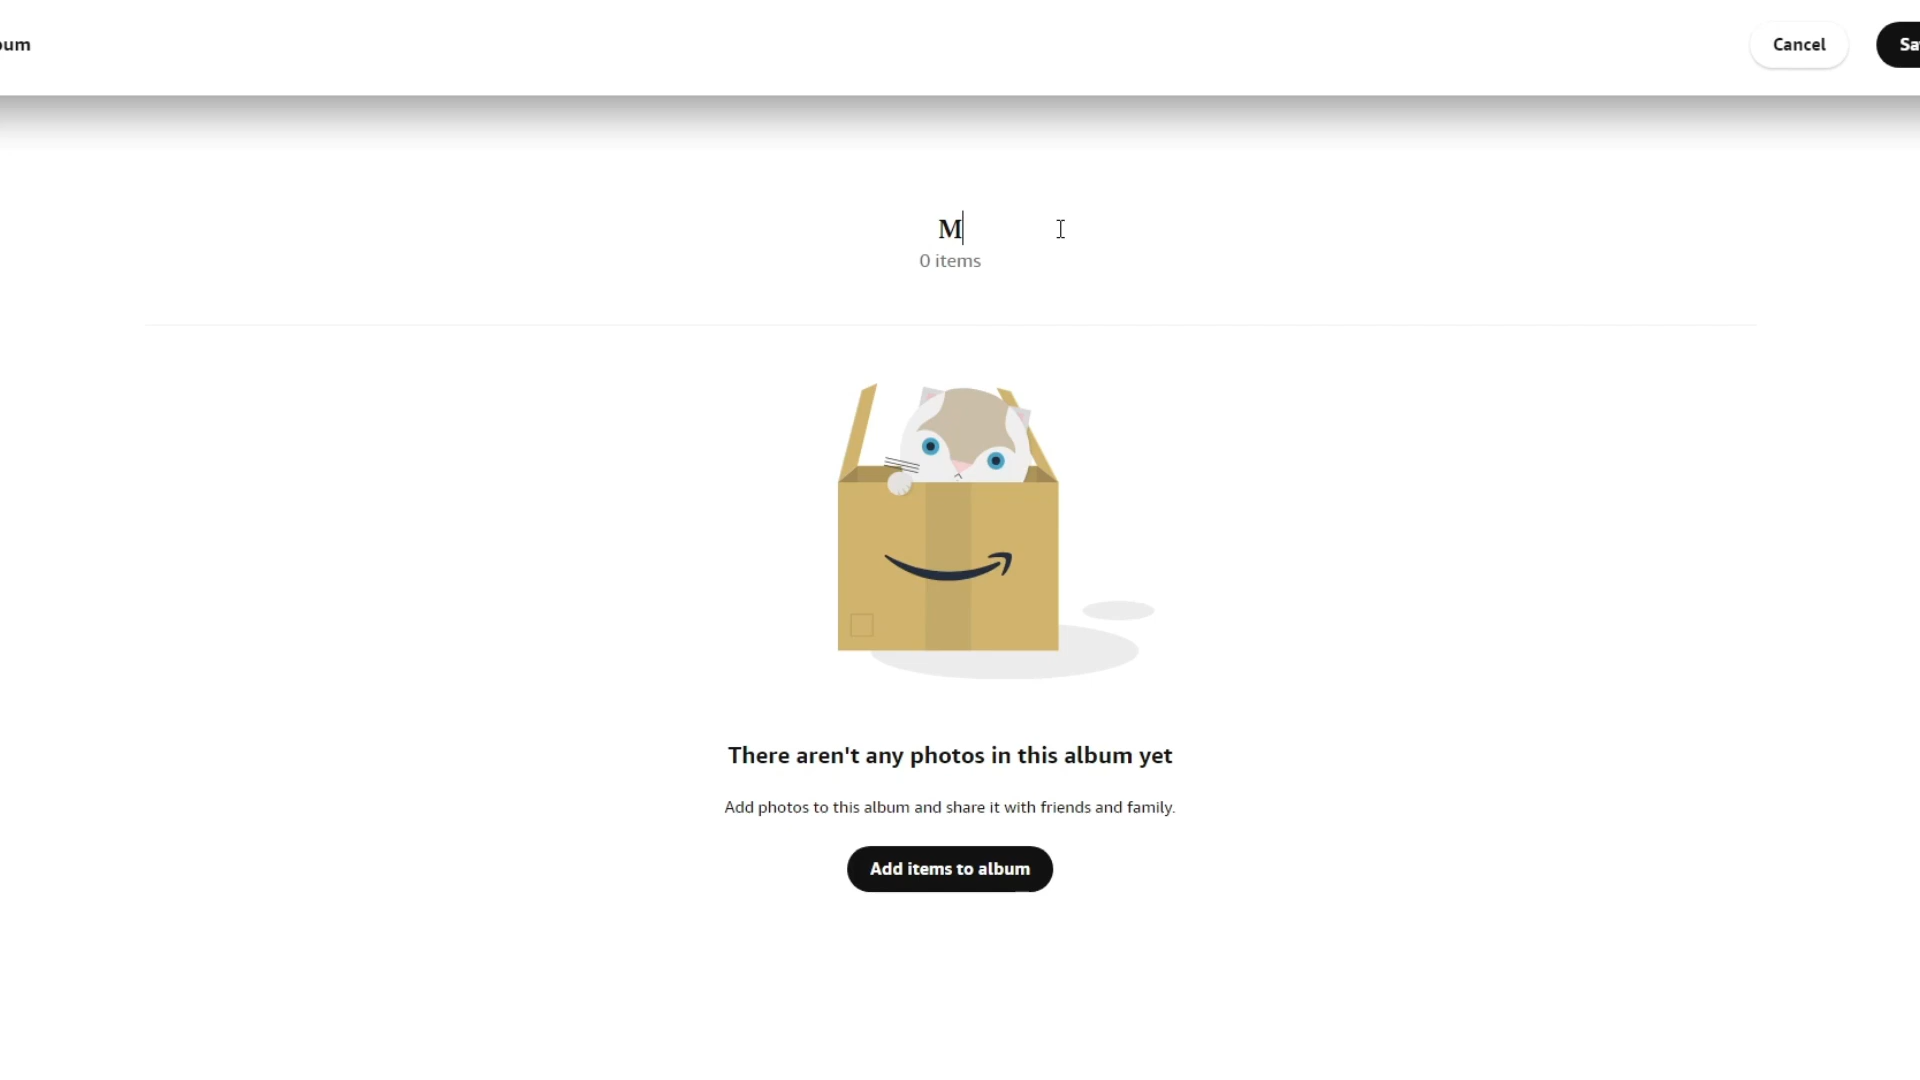 bum
Cancel
Sa
M
0 items
There aren't any photos in this album yet
Add photos to this album and share it with friends and family.
Add items to album